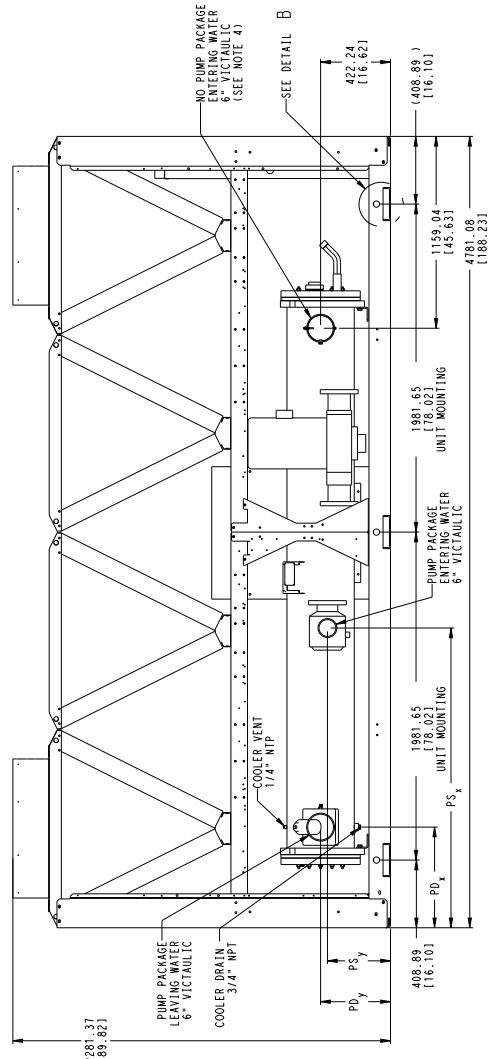 NO PUMP PACKAGE
ENTERING WATER
6" VICTAULIC
(SEE NOTE 4)
SEE DETAIL B
422.24
[16.62]
(408.89 )
[16.10]
1159.04
[45.63]
4781.08
[188.23]
1981.65
[78.02]
UNIT MOUNTING
PUMP PACKAGE
ENTERING WATER
6" VICTAULIC
COOLER VENT
1/4" NTP
1981.65
[78.02]
UNIT MOUNTING
PSx
PDx
PUMP PACKAGE
LEAVING WATER
6" VICTAULIC
COOLER DRAIN
3/4" NPT
PSy
PDy
408.89
[16.10]
281.37
89.82]